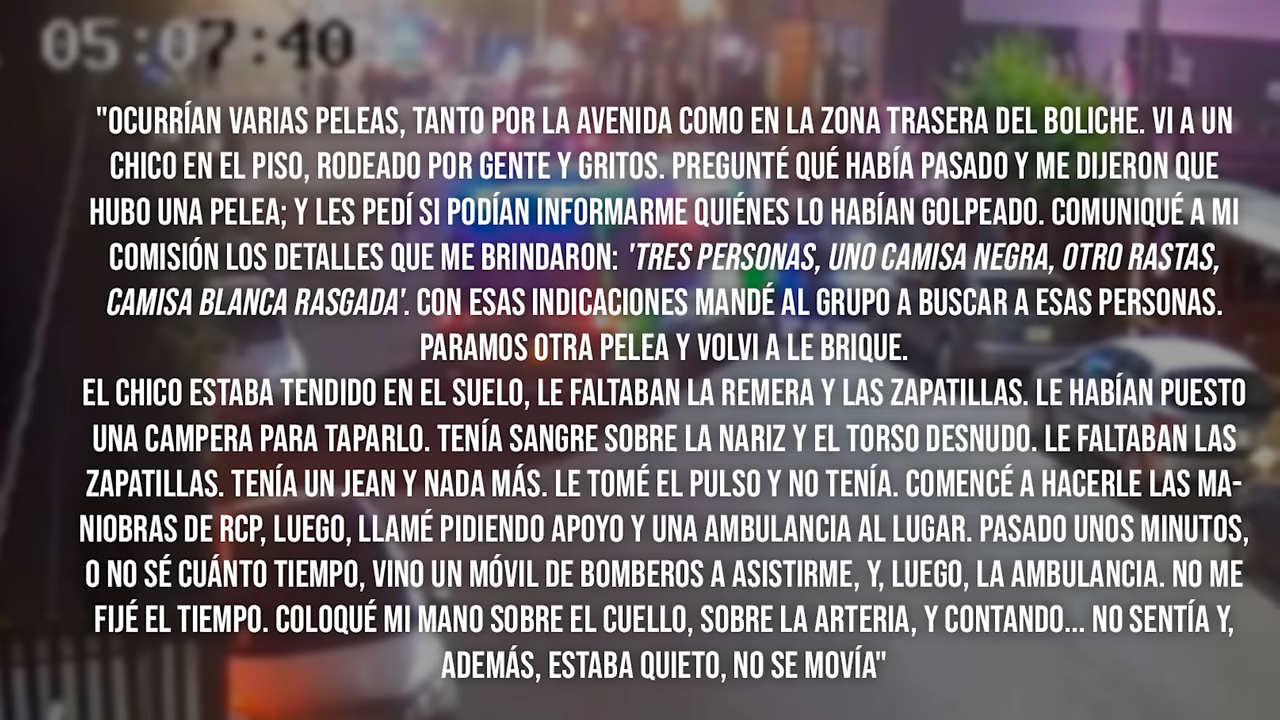 05:07:40
"OCURRÍAN VARIAS PELEAS, TANTO POR LA AVENIDA COMO EN LA ZONA TRASERA DEL BOLICHE. VI A UN
CHICO EN EL PISO, RODEADO POR GENTE Y GRITOS. PREGUNTÉ QUÉ HABÍA PASADO Y ME DIJERON QUE
HUBO UNA PELEA; Y LES PEDÍ SI PODÍAN INFORMARME QUIÉNES LO HABÍAN GOLPEADO. COMUNIQUÉ A MI
COMISIÓN LOS DETALLES QUE ME BRINDARON: 'TRES PERSONAS, UNO CAMISA NEGRA, OTRO RASTAS,
CAMISA BLANCA RASGADA'. CON ESAS INDICACIONES MANDÉ AL GRUPO A BUSCAR A ESAS PERSONAS.
PARAMOS OTRA PELEA Y VOLVI A LE BRIQUE.
EL CHICO ESTABA TENDIDO EN EL SUELO, LE FALTABAN LA REMERA Y LAS ZAPATILLAS. LE HABÍAN PUESTO
UNA CAMPERA PARA TAPARLO. TENÍA SANGRE SOBRE LA NARIZ Y EL TORSO DESNUDO. LE FALTABAN LAS
ZAPATILLAS. TENÍA UN JEAN Y NADA MÁS. LE TOMÉ EL PULSO Y NO TENÍA. COMENCÉ A HACERLE LAS MA-
NIOBRAS DE RCP, LUEGO, LLAMÉ PIDIENDO APOYO Y UNA AMBULANCIA AL LUGAR. PASADO UNOS MINUTOS,
O NO SÉ CUÁNTO TIEMPO, VINO UN MÓVIL DE BOMBEROS A ASISTIRME, Y, LUEGO, LA AMBULANCIA. NO ME
FIJÉ EL TIEMPO. COLOQUÉ MI MANO SOBRE EL CUELLO, SOBRE LA ARTERIA, Y CONTANDO... NO SENTÍA Y,
ADEMÁS, ESTABA QUIETO, NO SE MOVÍA"